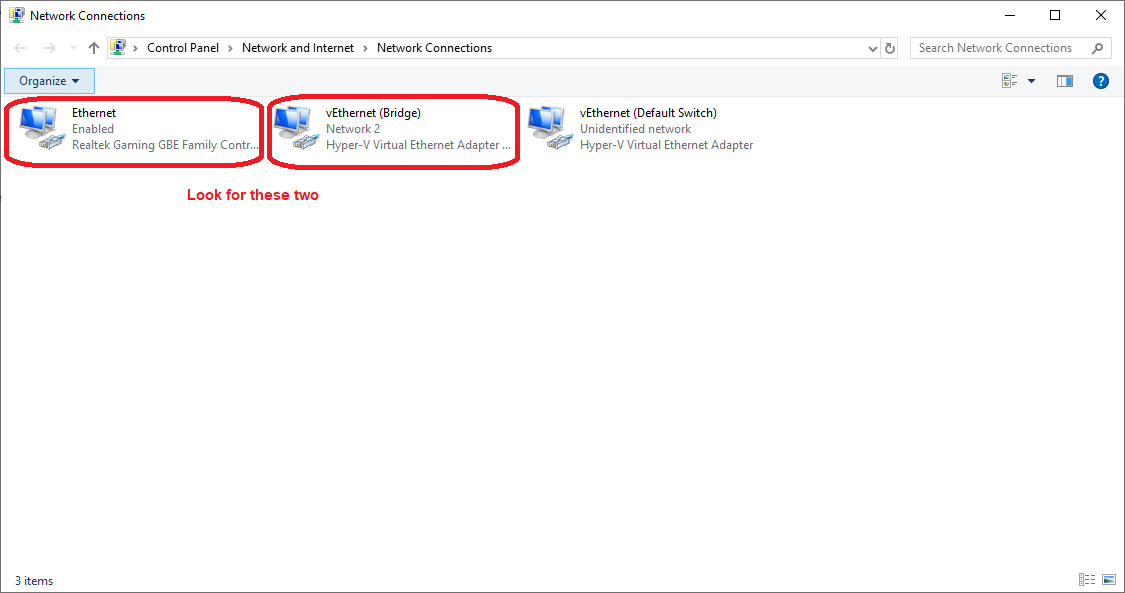 Network Connections
Control Panel > Network and Internet > Network Connections
Search Network Connections
Organize
Ethernet
Enabled
Realtek Gaming GBE Family Contr...
vEthernet (Bridge)
Network 2
Hyper-V Virtual Ethernet Adapter ...
vEthernet (Default Switch)
Unidentified network
Hyper-V Virtual Ethernet Adapter
Look for these two
3 items